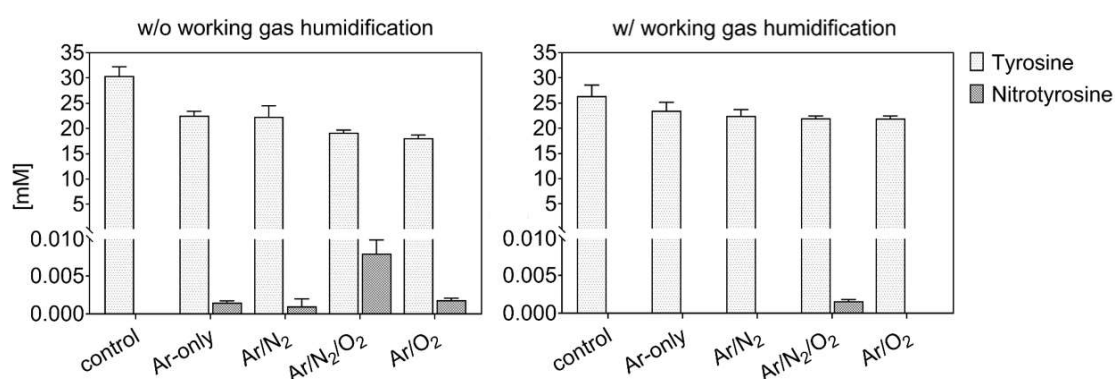 w/o working gas humidification
w/ working gas humidification
Tyrosine
Nitrotyrosine
[mM]
35
30
25
20
15
10
5
0.010
0.005
0.000
control
Ar-only
Ar/N₂
Ar/N₂/O₂
Ar/O₂
35
30
25
20
15
10
5
0.010
0.005
0.000
control
Ar-only
Ar/N₂
Ar/N₂/O₂
Ar/O₂